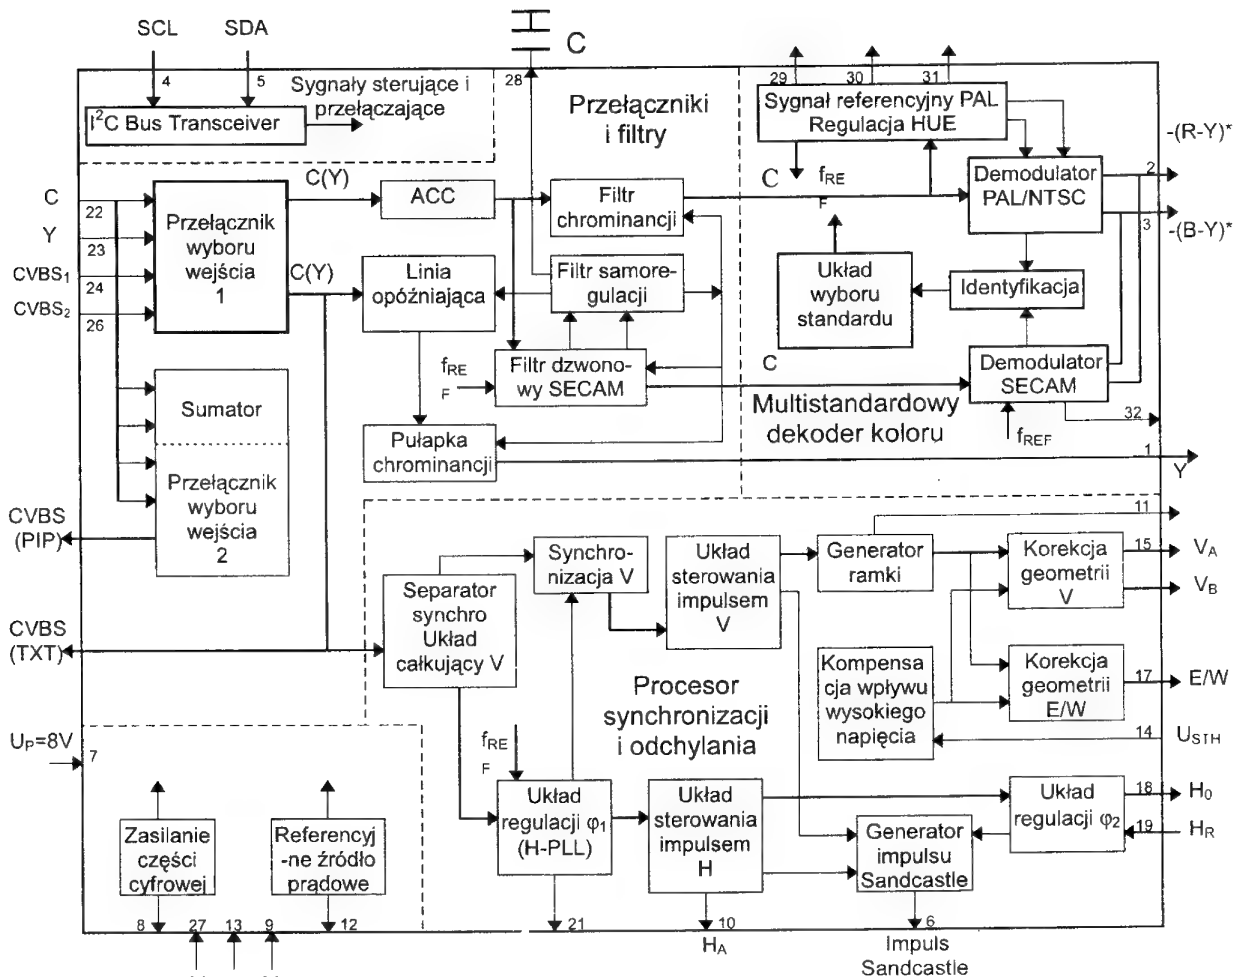 SCL
SDA
C
4
5
28
29
30
31
Sygnały sterujące i
przełączające
I²C Bus Transceiver
Przełączniki
i filtry
Sygnał referencyjny PAL
Regulacja HUE
-(R-Y)*
2
3
-(B-Y)*
C
fRE
F
C
22
Y
23
CVBS1
24
CVBS2
26
Przełącznik
wyboru
wejścia
1
C(Y)
C(Y)
ACC
Filtr
chrominancji
Demodulator
PAL/NTSC
Linia
opóźniająca
Filtr samore-
gulacji
Układ
wyboru
standardu
Identyfikacja
fRE
F
Filtr dzwono-
wy SECAM
C
Demodulator
SECAM
Sumator
Przełącznik
wyboru
wejścia
2
Pułapka
chrominancji
Multistandardowy
dekoder koloru
fREF
32
1
Y
CVBS
(PIP)
CVBS
(TXT)
11
Separator
synchro
Układ
całkujący V
Synchro-
nizacja V
Układ
sterowania
impulsem
V
Generator
ramki
Korekcja
geometrii
V
15
VA
VB
Kompensa
cja wpływu
wysokiego
napięcia
Korekcja
geometrii
E/W
17
E/W
14
USTH
Procesor
synchronizacji
i odchylania
UP=8V
7
fRE
F
Układ
regulacji φ1
(H-PLL)
Układ
sterowania
impulsem
H
Układ
regulacji φ2
18
H0
19
HR
Generator
impulsu
Sandcastle
Zasilanie
części
cyfrowej
Referencyj
-ne źródło
prądowe
8
27
13
9
12
21
10
6
HA
Impuls
Sandcastle